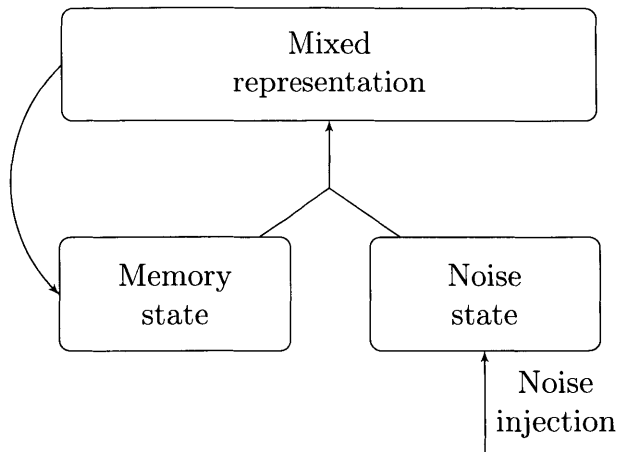 Mixed
representation
Memory
state
Noise
state
Noise
injection